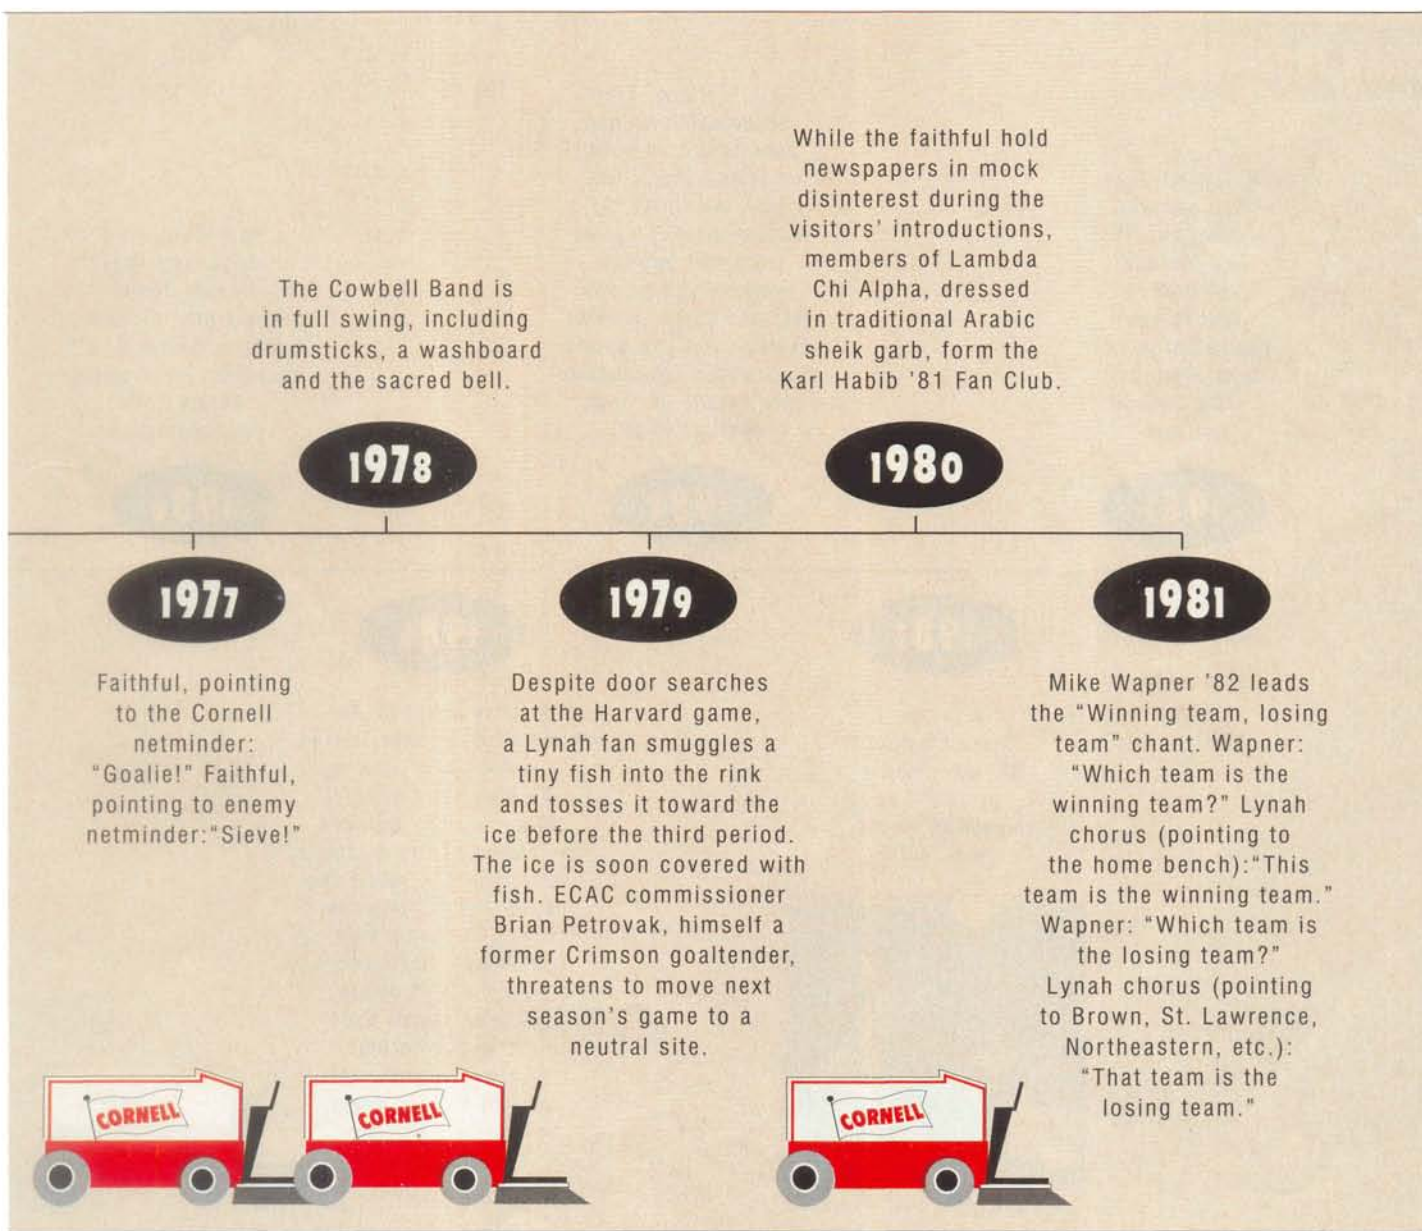 The Cowbell Band is
in full swing, including
drumsticks, a washboard
and the sacred bell.
1978
While the faithful hold
newspapers in mock
disinterest during the
visitors' introductions,
members of Lambda
Chi Alpha, dressed
in traditional Arabic
sheik garb, form the
Karl Habib '81 Fan Club.
1980
1977
Faithful, pointing
to the Cornell
netminder:
“Goalie!” Faithful,
pointing to enemy
netminder:“Sieve!”
1979
Despite door searches
at the Harvard game,
a Lynah fan smuggles a
tiny fish into the rink
and tosses it toward the
ice before the third period.
The ice is soon covered with
fish. ECAC commissioner
Brian Petrovak, himself a
former Crimson goaltender,
threatens to move next
season's game to a
neutral site.
1981
Mike Wapner '82 leads
the “Winning team, losing
team” chant. Wapner:
“Which team is the
winning team?” Lynah
chorus (pointing to
the home bench):“This
team is the winning team.”
Wapner: “Which team is
the losing team?”
Lynah chorus (pointing
to Brown, St. Lawrence,
Northeastern, etc.):
“That team is the
losing team.”
CORNELL
CORNELL
CORNELL